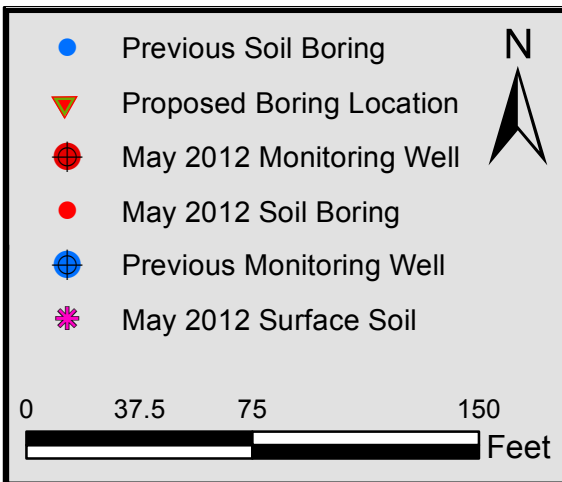 Previous Soil Boring
N
Proposed Boring Location
May 2012 Monitoring Well
May 2012 Soil Boring
Previous Monitoring Well
May 2012 Surface Soil
0 37.5 75 150
Feet